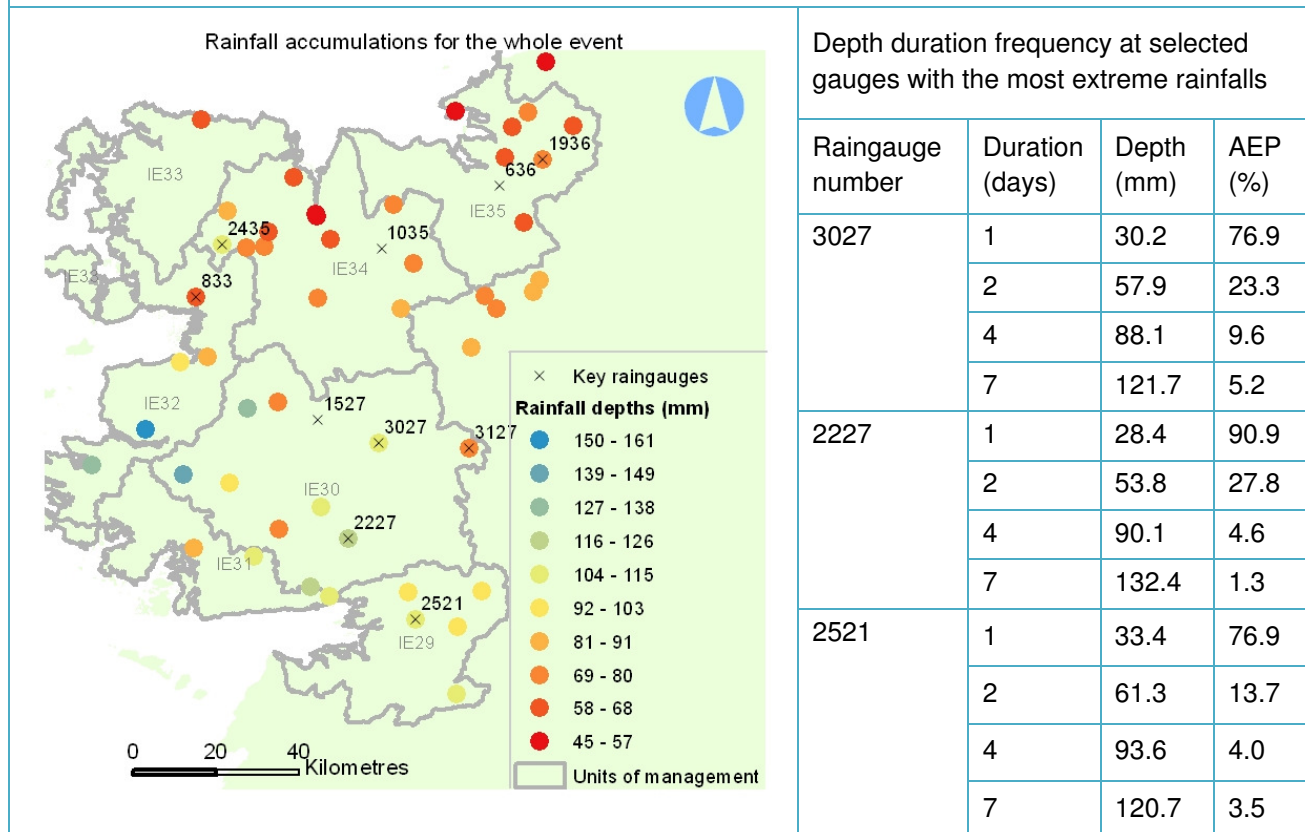 Rainfall accumulations for the whole event
1936
636
IE33
IE35
2435
1035
IE33
IE34
833
IE32
1527
3027
3127
IE30
2227
IE31
2521
IE29
Key raingauges
Rainfall depths (mm)
150 - 161
139 - 149
127 - 138
116 - 126
104 - 115
92 - 103
81 - 91
69 - 80
58 - 68
45 - 57
Units of management
0 20 40 Kilometres
Depth duration frequency at selected
gauges with the most extreme rainfalls
Raingauge number Duration (days) Depth (mm) AEP (%)
3027 1 30.2 76.9
2 57.9 23.3
4 88.1 9.6
7 121.7 5.2
2227 1 28.4 90.9
2 53.8 27.8
4 90.1 4.6
7 132.4 1.3
2521 1 33.4 76.9
2 61.3 13.7
4 93.6 4.0
7 120.7 3.5